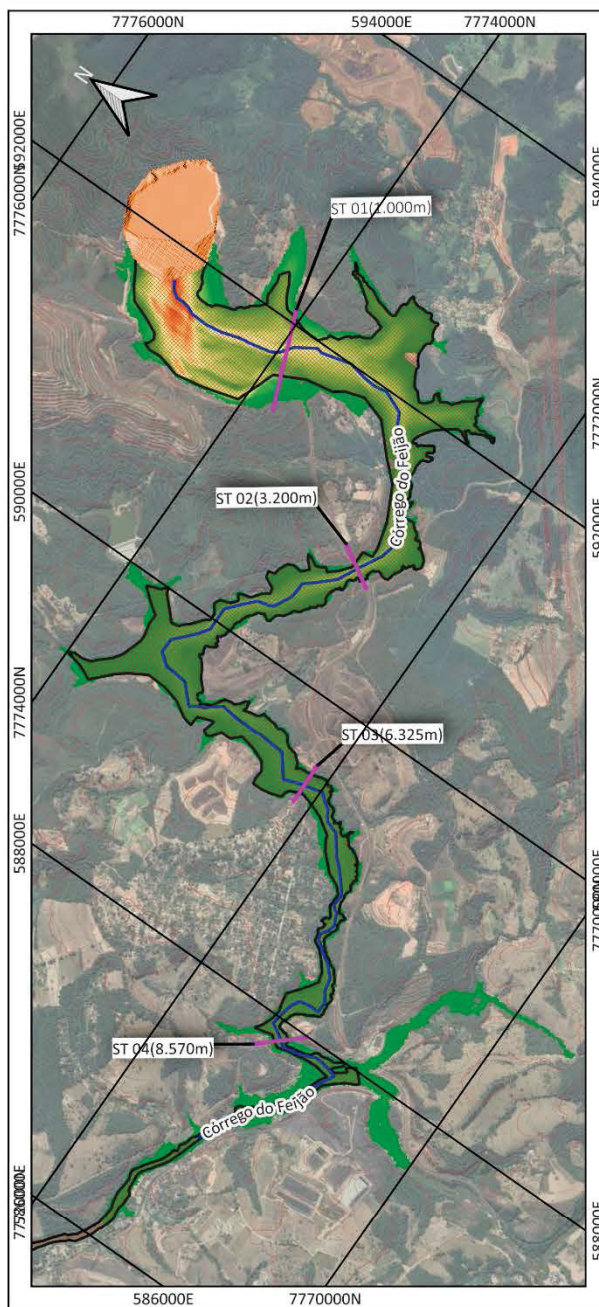 7776000N
594000E
7774000N
N
592000E
7776000N
594000E
ST 01(1.000m)
7772000N
Córrego do Feijão
590000E
ST 02(3.200m)
592000E
7774000N
ST 03(6.325m)
588000E
ST 04(8.570m)
Córrego do Feijão
588000E
586000E
7770000N